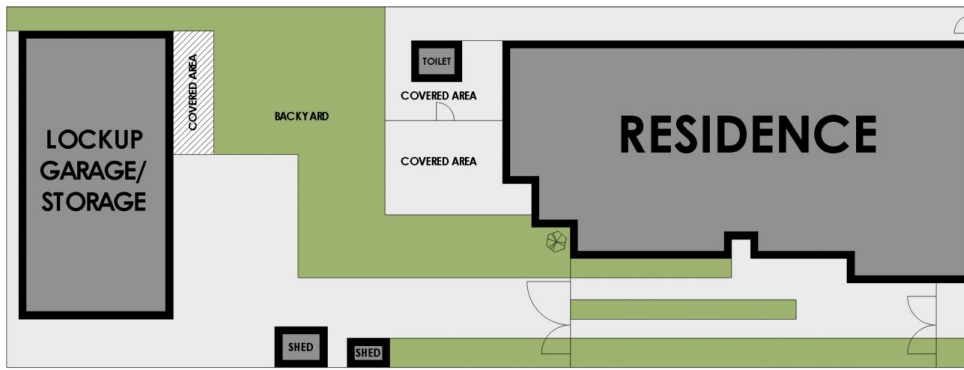 LOCKUP
GARAGE/
STORAGE
COVERED AREA
BACKYARD
TOILET
COVERED AREA
COVERED AREA
RESIDENCE
SHED
SHED